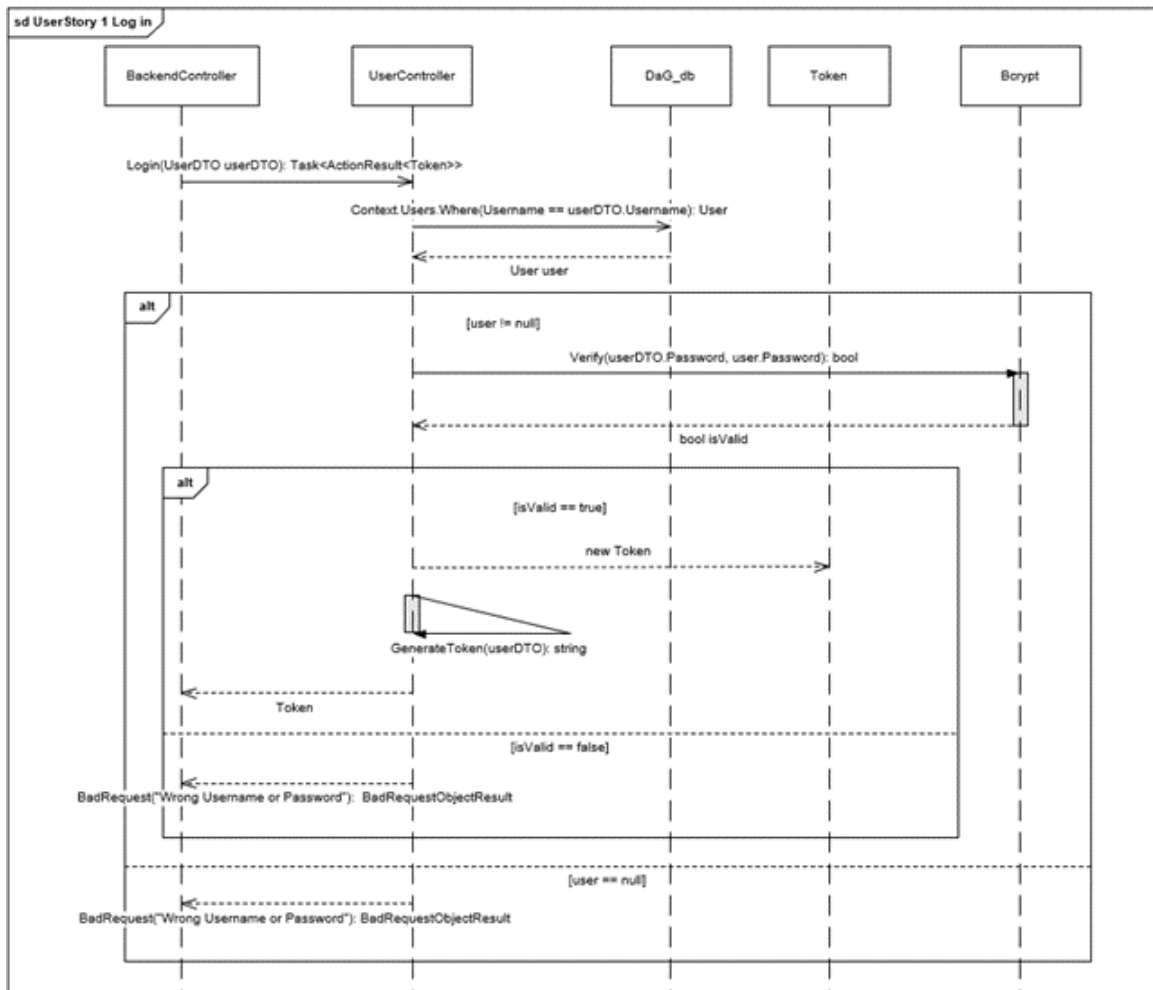 sd UserStory 1 Log in
BackendController
UserController
DaG_db
Token
Bcrypt
Login(UserDTO userDTO): Task<ActionResult<Token>>
Context.Users.Where(Username == userDTO.Username): User
User user
alt
[user != null]
Verify(userDTO.Password, user.Password): bool
bool isValid
alt
[isValid == true]
new Token
GenerateToken(userDTO): string
Token
[isValid == false]
BadRequest("Wrong Username or Password"): BadRequestObjectResult
[user == null]
BadRequest("Wrong Username or Password"): BadRequestObjectResult